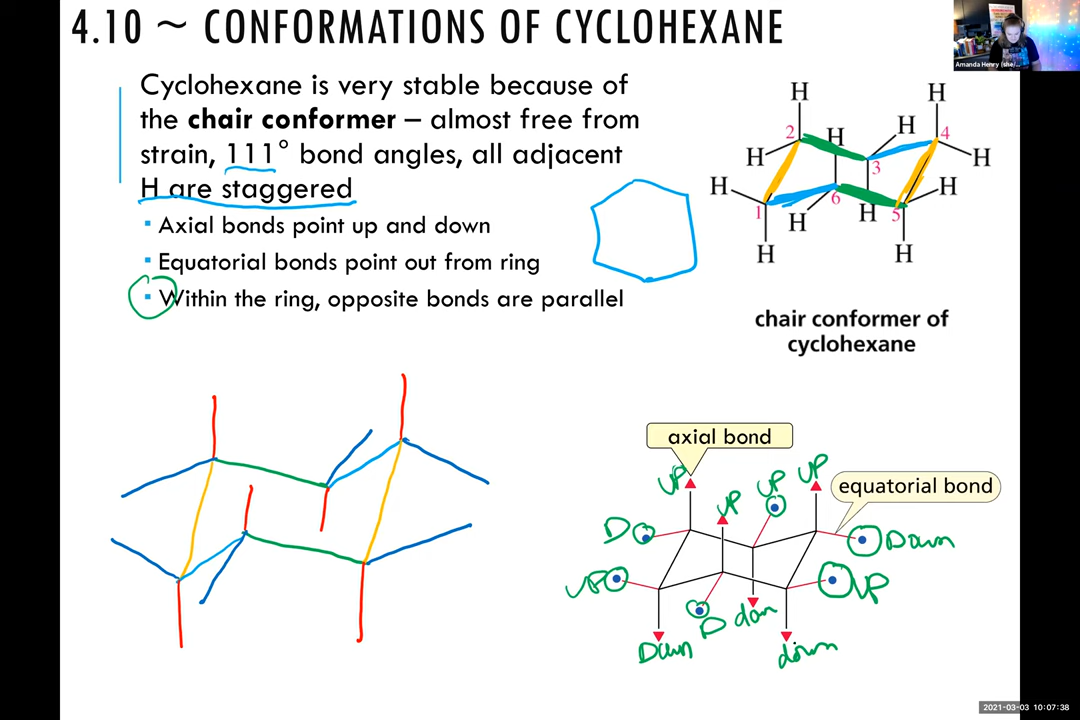 4.10 ~ CONFORMATIONS OF CYCLOHEXANE
Amanda Henry (she/...
Cyclohexane is very stable because of
the chair conformer – almost free from
strain, 111° bond angles, all adjacent
H are staggered
▪ Axial bonds point up and down
▪ Equatorial bonds point out from ring
▪ Within the ring, opposite bonds are parallel
H H
2 H H 4
H 3 H
H H
1 6 H 5
H
H H
chair conformer of
cyclohexane
axial bond
UP UP UP UP
equatorial bond
D Down
UP UP
D down
Down down
2021-03-03 10:07:38